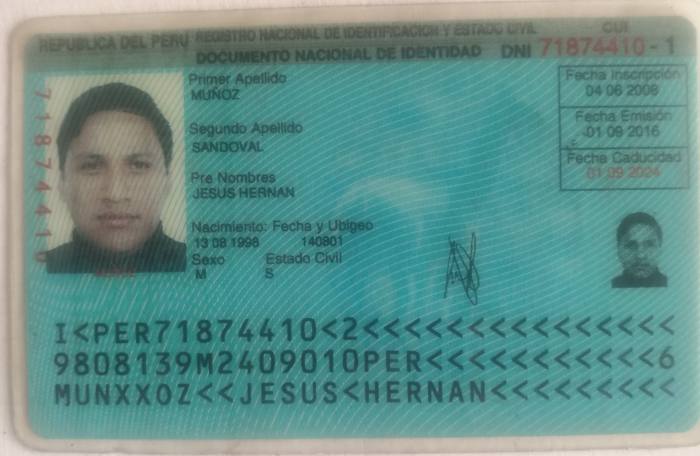 REPUBLICA DEL PERU REGISTRO NACIONAL DE IDENTIFICACION Y ESTADO CIVIL CUI
DOCUMENTO NACIONAL DE IDENTIDAD DNI 71874410 - 1
Primer Apellido
MUÑOZ
Segundo Apellido
SANDOVAL
Pre Nombres
JESUS HERNAN
Nacimiento: Fecha y Ubigeo
13 08 1998 140801
Sexo Estado Civil
M S
Fecha Inscripción
04 06 2008
Fecha Emisión
01 09 2016
Fecha Caducidad
01 09 2024
71874410
I<PER71874410<2<<<<<<<<<<<<<<<
9808139M2409010PER<<<<<<<<<<<6
MUNXXOZ<<JESUS<HERNAN<<<<<<<<<